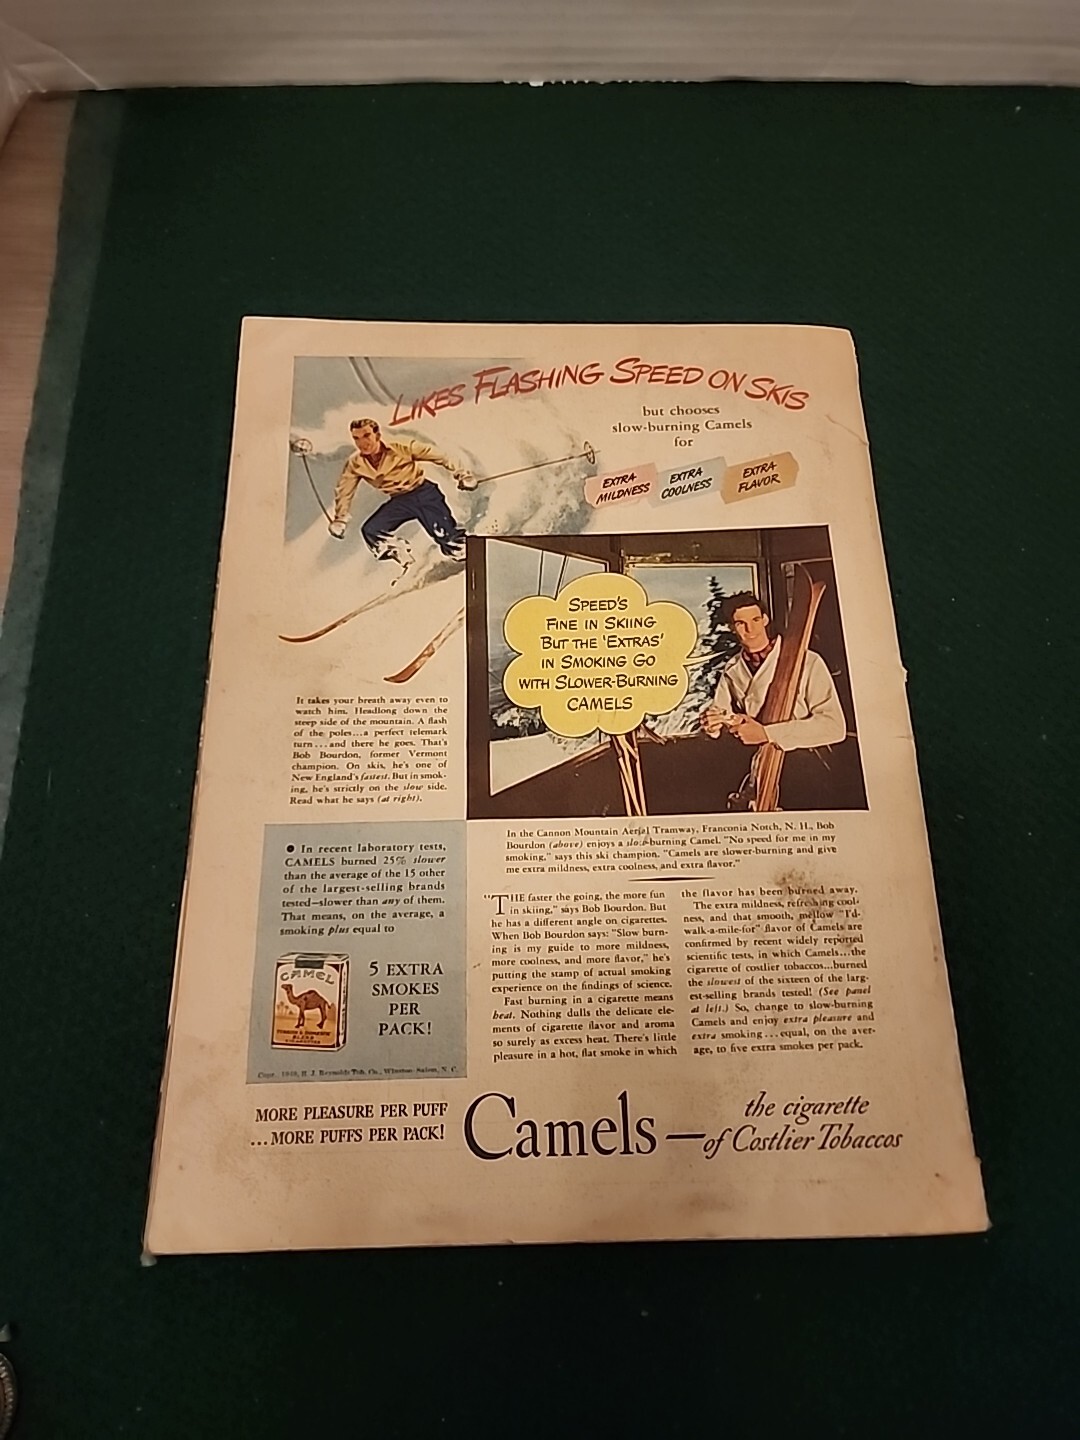 LIKES FLASHING SPEED ON SKIS
but chooses
slow-burning Camels
for
EXTRA
MILDNESS
EXTRA
COOLNESS
EXTRA
FLAVOR
SPEED'S
FINE IN SKIING
BUT THE 'EXTRAS'
IN SMOKING GO
WITH SLOWER-BURNING
CAMELS
It takes your breath away even to
watch him. Headlong down the
steep side of the mountain. A flash
of the poles...a perfect telemark
turn...and there he goes. That's
Bob Bourdon, former Vermont
champion. On skis, he's one of
New England's fastest. But in smok-
ing, he's strictly on the slow side.
Read what he says (at right).
In the Cannon Mountain Aerial Tramway, Franconia Notch, N. H., Bob
Bourdon (above) enjoys a slow-burning Camel. "No speed for me in my
smoking," says this ski champion. "Camels are slower-burning and give
me extra mildness, extra coolness, and extra flavor."
● In recent laboratory tests,
CAMELS burned 25% slower
than the average of the 15 other
of the largest-selling brands
tested—slower than any of them.
That means, on the average, a
smoking plus equal to
CAMEL
TURKISH & DOMESTIC
BLEND
CIGARETTES
5 EXTRA
SMOKES
PER
PACK!
Copr., 1940, R. J. Reynolds Tob. Co., Winston-Salem, N. C.
"THE faster the going, the more fun
in skiing," says Bob Bourdon. But
he has a different angle on cigarettes.
When Bob Bourdon says: "Slow burn-
ing is my guide to more mildness,
more coolness, and more flavor," he's
putting the stamp of actual smoking
experience on the findings of science.
Fast burning in a cigarette means
heat. Nothing dulls the delicate ele-
ments of cigarette flavor and aroma
so surely as excess heat. There's little
pleasure in a hot, flat smoke in which
the flavor has been burned away.
The extra mildness, refreshing cool-
ness, and that smooth, mellow "I'd-
walk-a-mile-for" flavor of Camels are
confirmed by recent widely reported
scientific tests, in which Camels...the
cigarette of costlier tobaccos...burned
the slowest of the sixteen of the larg-
est-selling brands tested! (See panel
at left.) So, change to slow-burning
Camels and enjoy extra pleasure and
extra smoking...equal, on the aver-
age, to five extra smokes per pack.
MORE PLEASURE PER PUFF
...MORE PUFFS PER PACK!
Camels—the cigarette
of Costlier Tobaccos